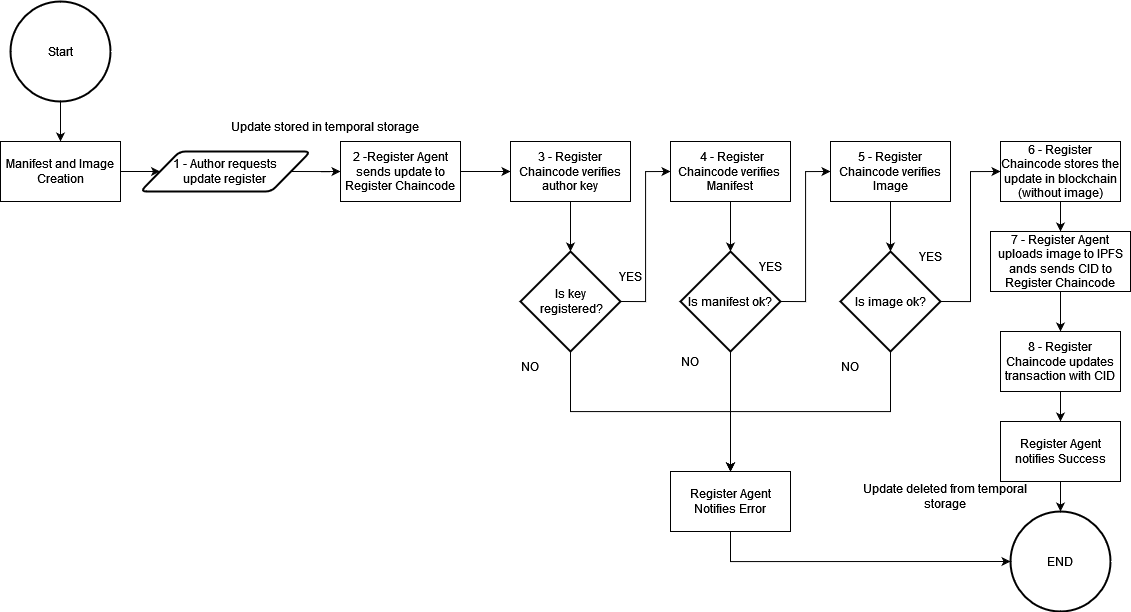 Start
Update stored in temporal storage
Manifest and Image
Creation
1 - Author requests
update register
2 -Register Agent
sends update to
Register Chaincode
3 - Register
Chaincode verifies
author key
4 - Register
Chaincode verifies
Manifest
5 - Register
Chaincode verifies
Image
6 - Register
Chaincode stores the
update in blockchain
(without image)
7 - Register Agent
uploads image to IPFS
ands sends CID to
Register Chaincode
Is key
registered?
YES
NO
Is manifest ok?
YES
NO
Is image ok?
YES
NO
8 - Register
Chaincode updates
transaction with CID
Register Agent
notifies Success
Register Agent
Notifies Error
Update deleted from temporal
storage
END